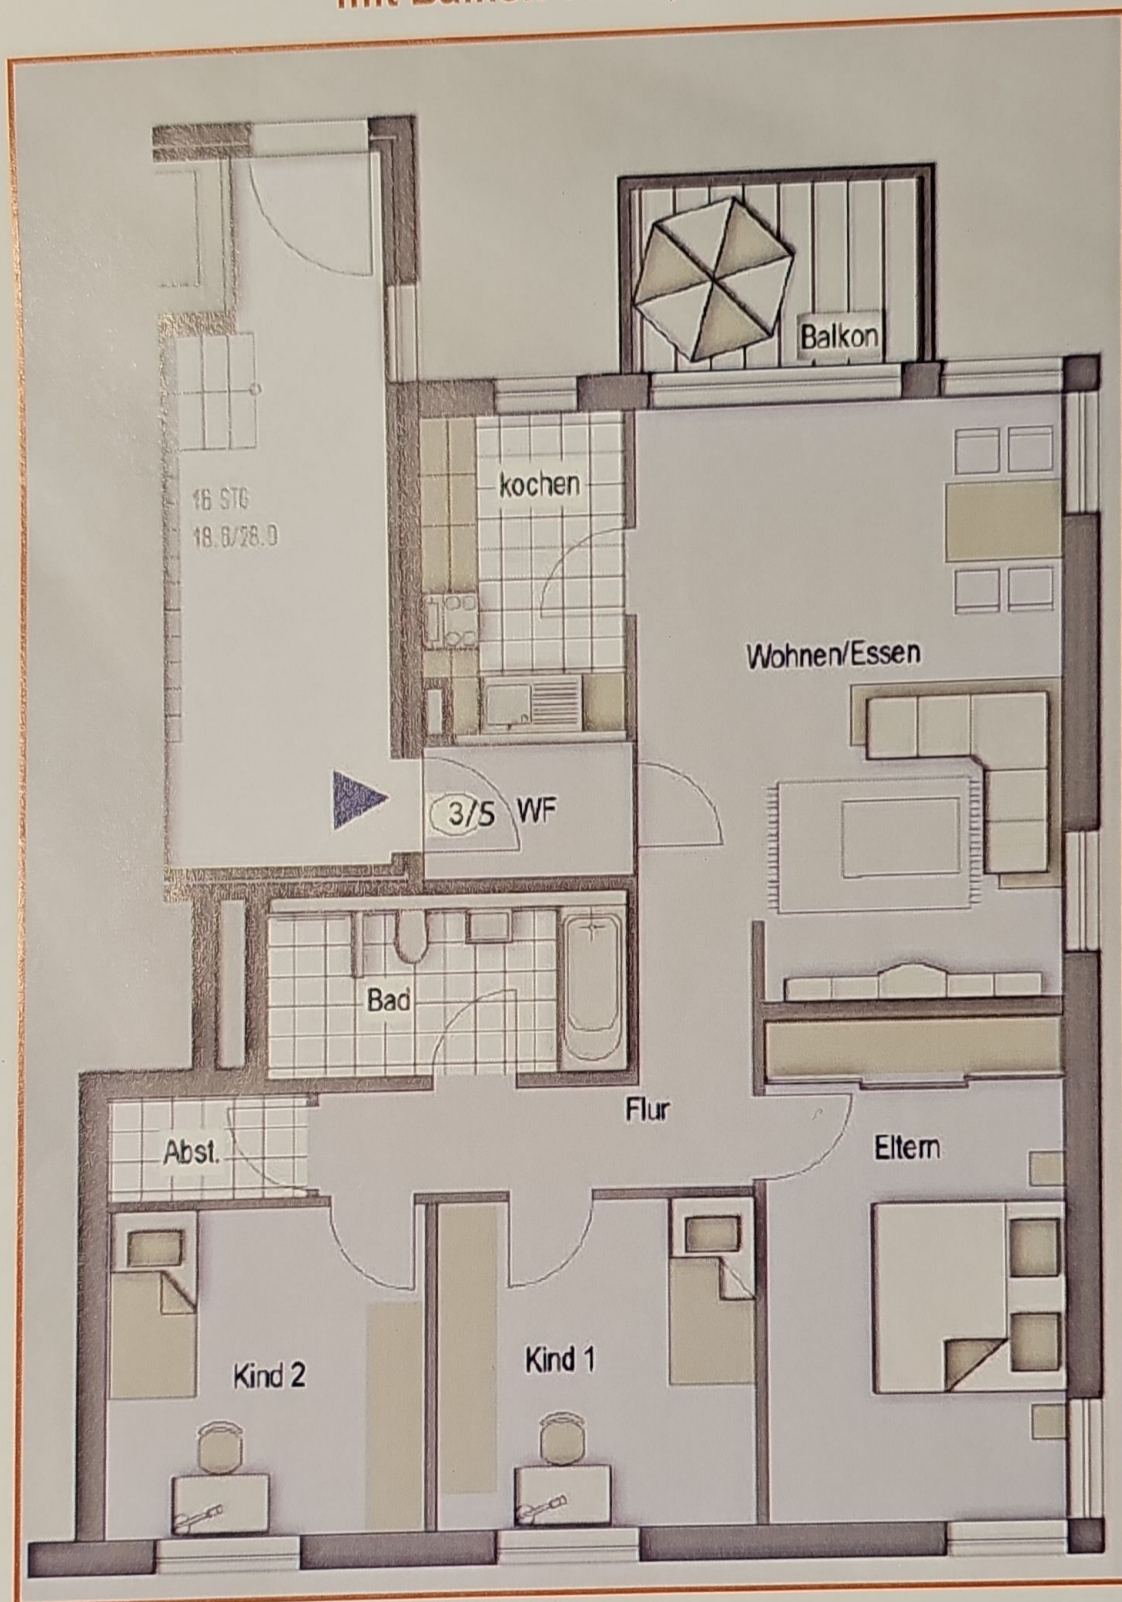 Balkon
kochen
16 STG
18.8/28.0
Wohnen/Essen
3/5 WF
Bad
Flur
Abst.
Eltern
Kind 2
Kind 1